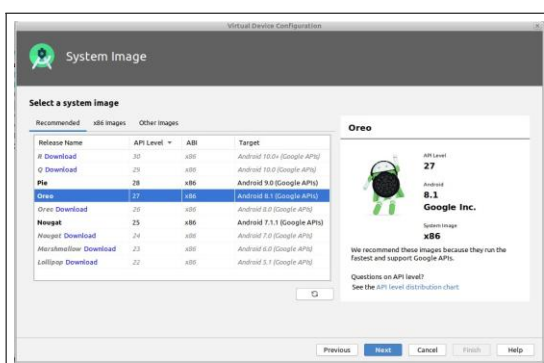 Virtual Device Configuration
System Image
Select a system image
Recommended x86 Images Other Images
Release Name API Level ABI Target
R Download 30 x86 Android 10.0+ (Google APIs)
Q Download 29 x86 Android 10.0 (Google APIs)
Pie 28 x86 Android 9.0 (Google APIs)
Oreo 27 x86 Android 8.1 (Google APIs)
Oreo Download 26 x86 Android 8.0 (Google APIs)
Nougat 25 x86 Android 7.1.1 (Google APIs)
Nougat Download 24 x86 Android 7.0 (Google APIs)
Marshmallow Download 23 x86 Android 6.0 (Google APIs)
Lollipop Download 22 x86 Android 5.1 (Google APIs)
Oreo
API Level
27
Android
8.1
Google Inc.
System Image
x86
We recommend these images because they run the
fastest and support Google APIs.
Questions on API level?
See the API level distribution chart
Previous Next Cancel Finish Help